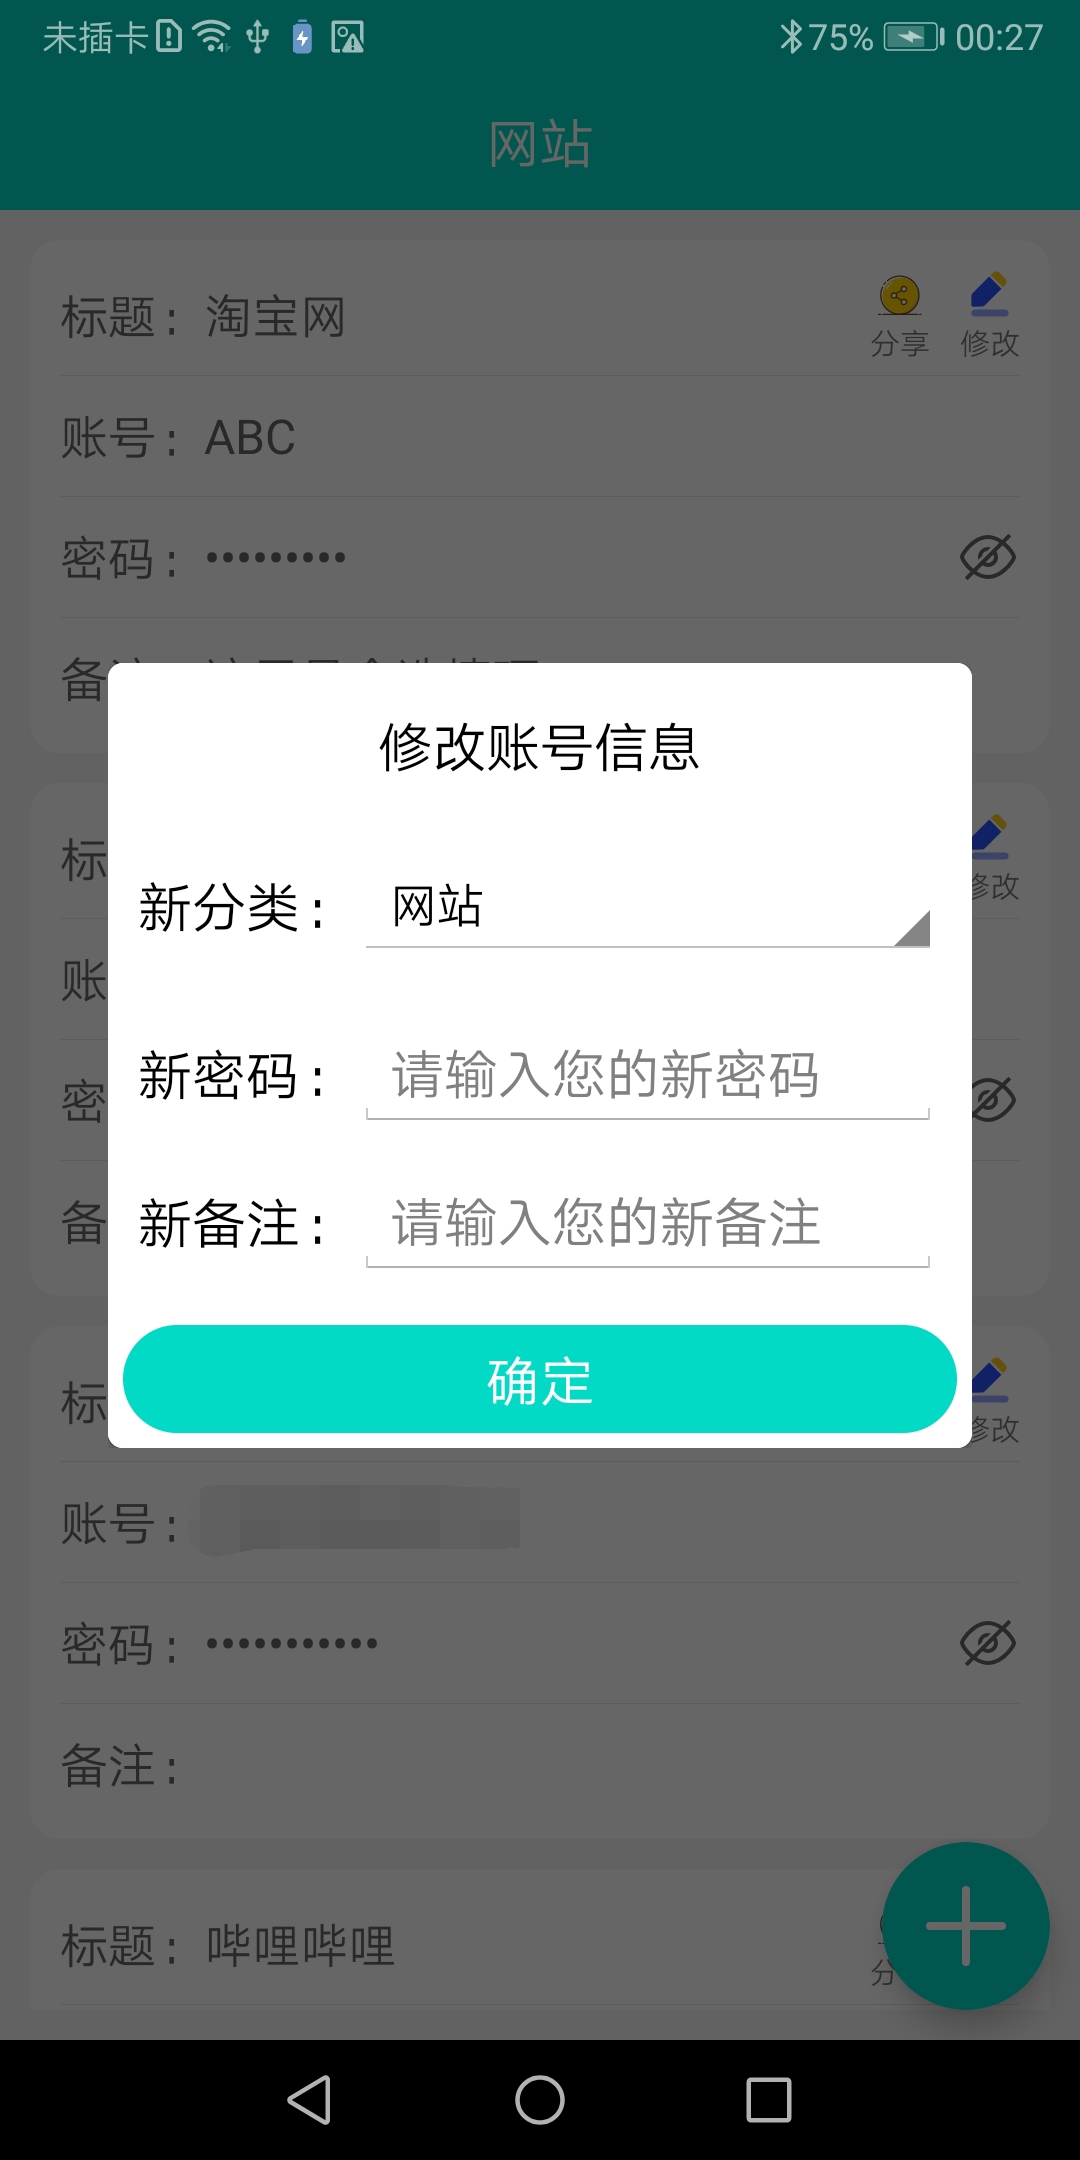 未插卡 75% 00:27
网站
标题： 淘宝网
分享 修改
账号： ABC
密码： •••••••••
备
修改账号信息
新分类： 网站
新密码： 请输入您的新密码
新备注： 请输入您的新备注
确定
标
修改
账
密
备
标
修改
账号：
密码： •••••••••••
备注：
标题： 哔哩哔哩
分